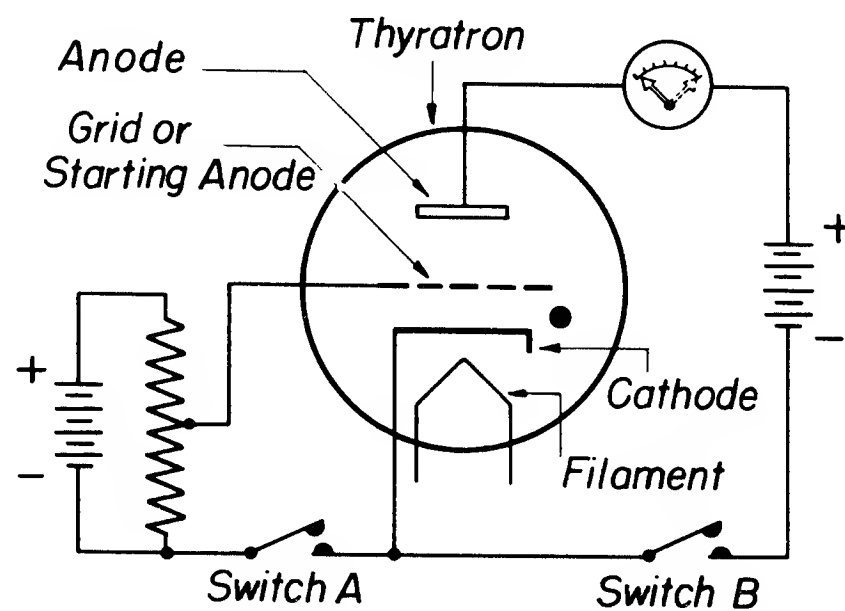 Thyratron
Anode
Grid or
Starting Anode
+
-
+
-
Cathode
Filament
Switch A
Switch B